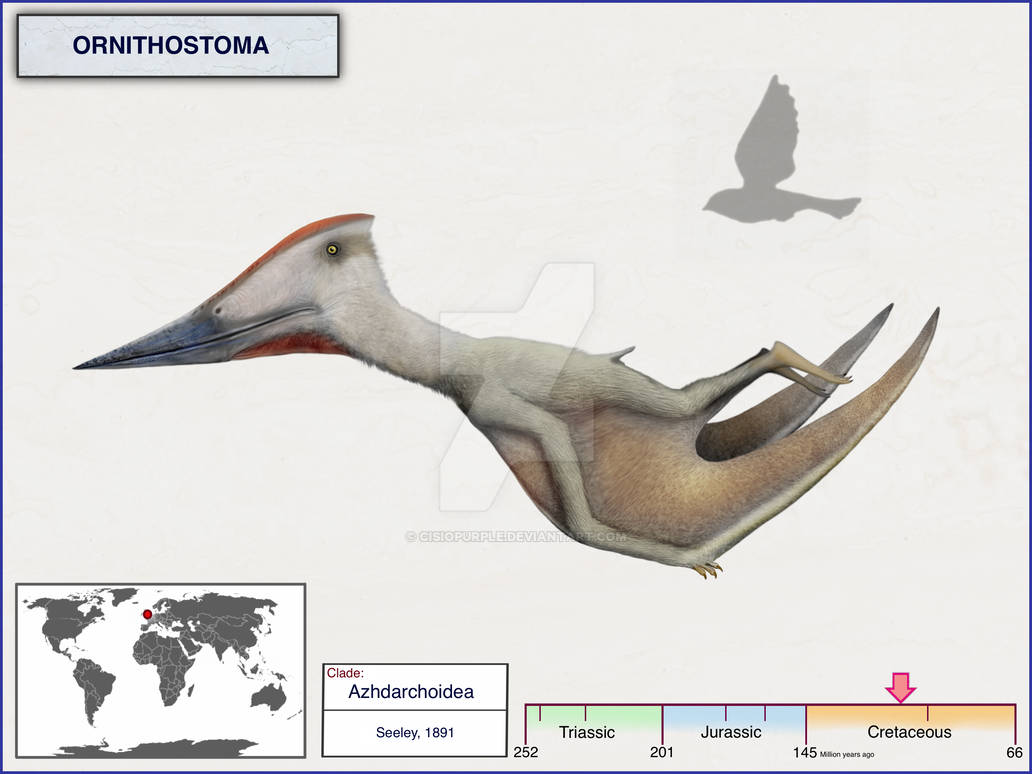 ORNITHOSTOMA
© CISIOPURPLE.DEVIANTART.COM
Clade:
Azhdarchoidea
Seeley, 1891
Triassic
Jurassic
Cretaceous
252
201
145 Million years ago
66